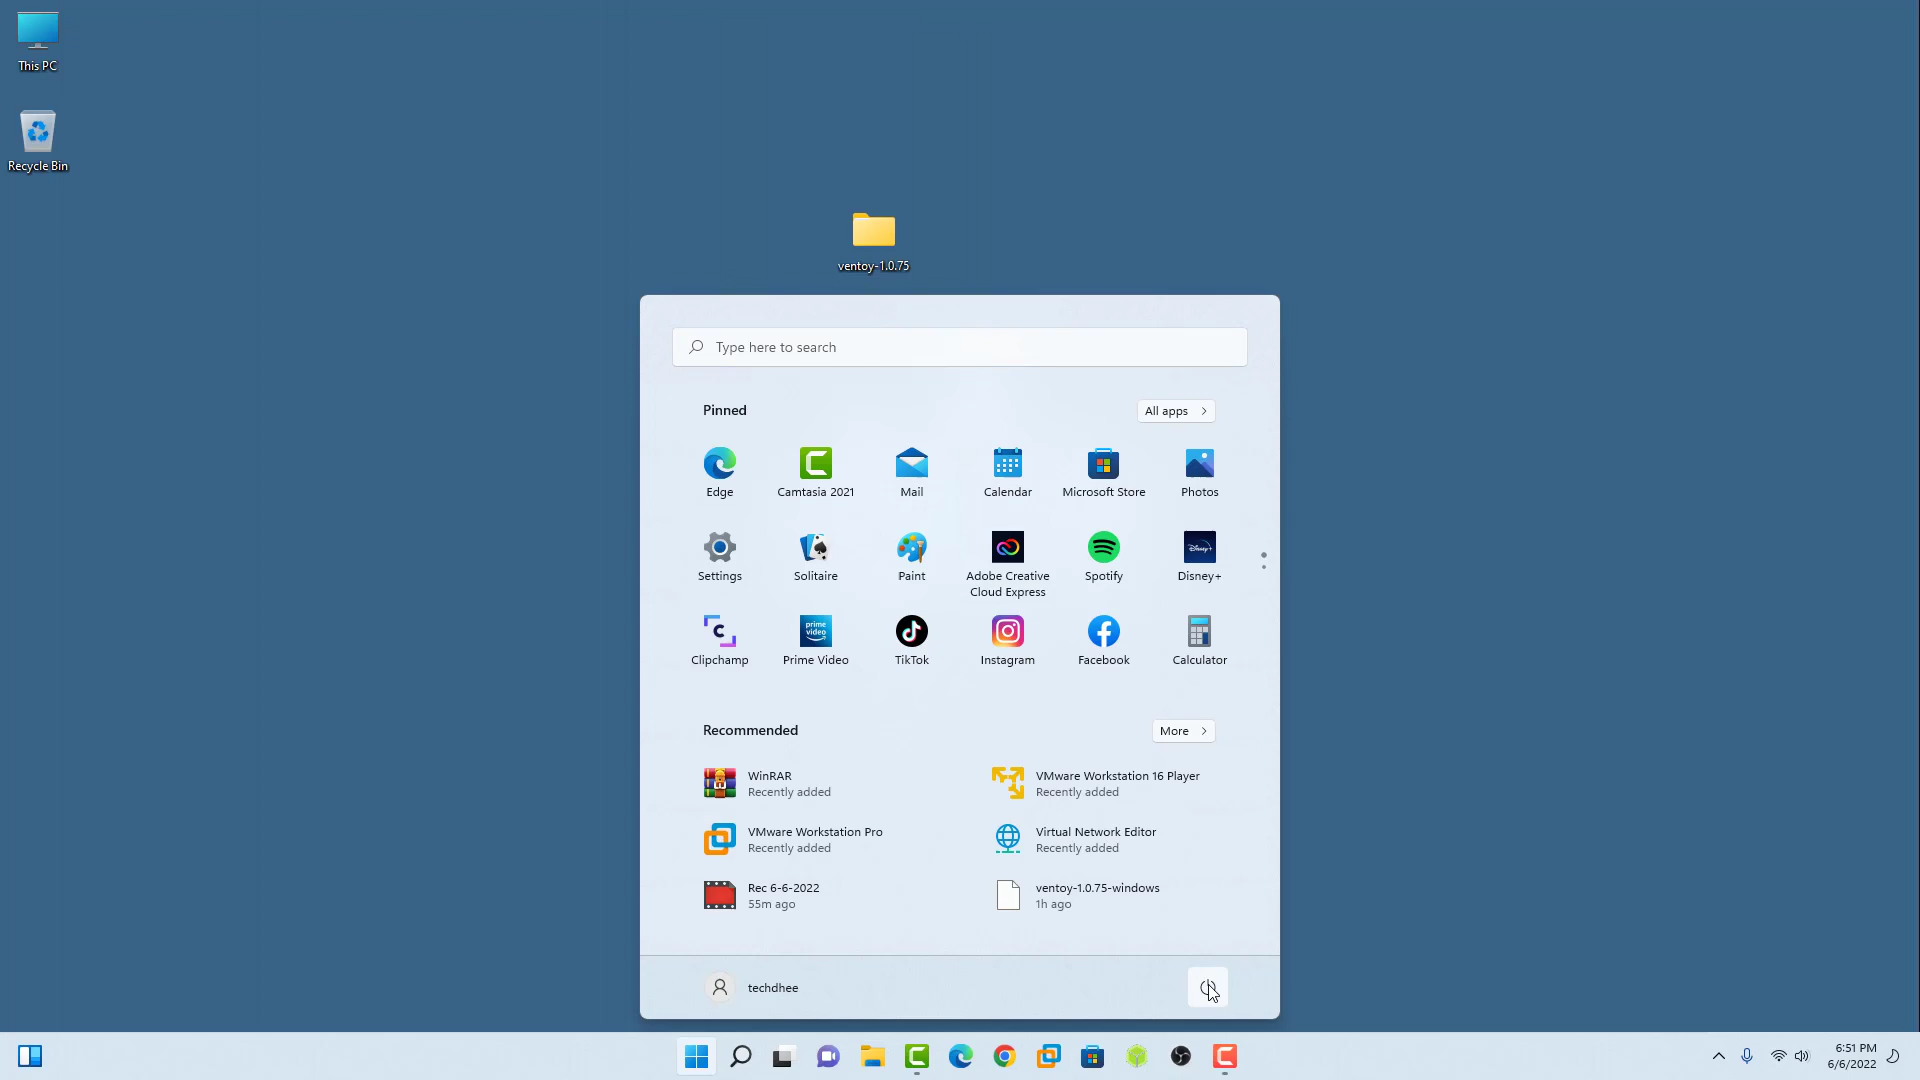 This PC
Recycle Bin
ventoy-1.0.75
Type here to search
Pinned
All apps
Edge
Camtasia 2021
Mail
Calendar
Microsoft Store
Photos
Settings
Solitaire
Paint
Adobe Creative
Cloud Express
Spotify
Disney+
Disney+
Clipchamp
prime
video
Prime Video
TikTok
Instagram
Facebook
Calculator
Recommended
More
WinRAR
Recently added
VMware Workstation 16 Player
Recently added
VMware Workstation Pro
Recently added
Virtual Network Editor
Recently added
Rec 6-6-2022
55m ago
ventoy-1.0.75-windows
1h ago
techdhee
6:51 PM
6/6/2022